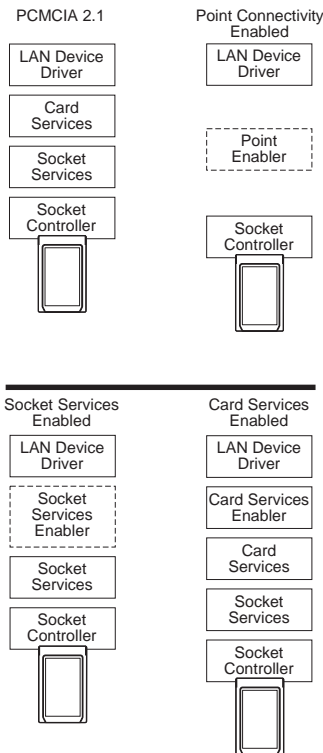 PCMCIA 2.1
LAN Device
Driver
Card
Services
Socket
Services
Socket
Controller
Point Connectivity
Enabled
LAN Device
Driver
Point
Enabler
Socket
Controller
Socket Services
Enabled
LAN Device
Driver
Socket
Services
Enabler
Socket
Services
Socket
Controller
Card Services
Enabled
LAN Device
Driver
Card Services
Enabler
Card
Services
Socket
Services
Socket
Controller